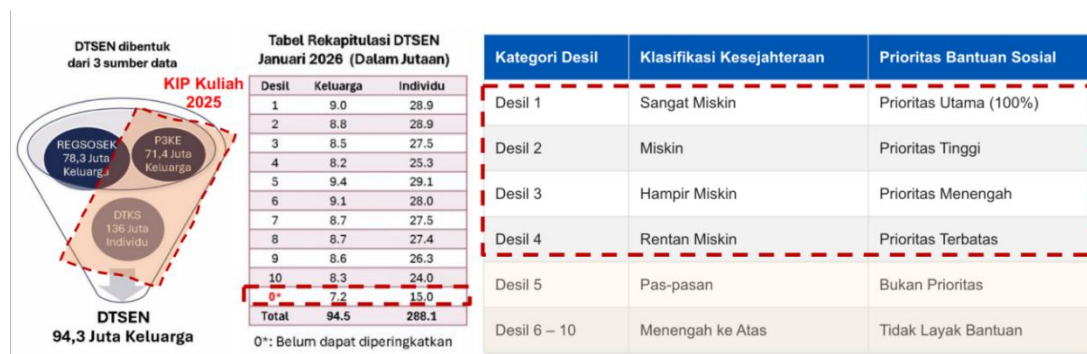 DTSEN dibentuk
dari 3 sumber data
KIP Kuliah
2025
REGSOSEK
78,3 Juta
Keluarga
P3KE
71,4 Juta
Keluarga
DTKS
136 Juta
Individu
DTSEN
94,3 Juta Keluarga
Tabel Rekapitulasi DTSEN
Januari 2026 (Dalam Jutaan)
Desil Keluarga Individu
1 9.0 28.9
2 8.8 28.9
3 8.5 27.5
4 8.2 25.3
5 9.4 29.1
6 9.1 28.0
7 8.7 27.5
8 8.7 27.4
9 8.6 26.3
10 8.3 24.0
0* 7.2 15.0
Total 94.5 288.1
0*: Belum dapat diperingkatkan
Kategori Desil Klasifikasi Kesejahteraan Prioritas Bantuan Sosial
Desil 1 Sangat Miskin Prioritas Utama (100%)
Desil 2 Miskin Prioritas Tinggi
Desil 3 Hampir Miskin Prioritas Menengah
Desil 4 Rentan Miskin Prioritas Terbatas
Desil 5 Pas-pasan Bukan Prioritas
Desil 6 – 10 Menengah ke Atas Tidak Layak Bantuan